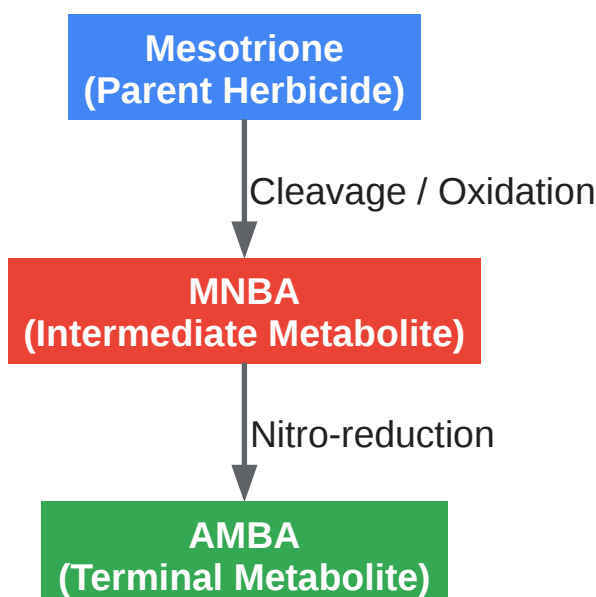 Mesotrione
(Parent Herbicide)
Cleavage / Oxidation
MNBA
(Intermediate Metabolite)
Nitro-reduction
AMBA
(Terminal Metabolite)